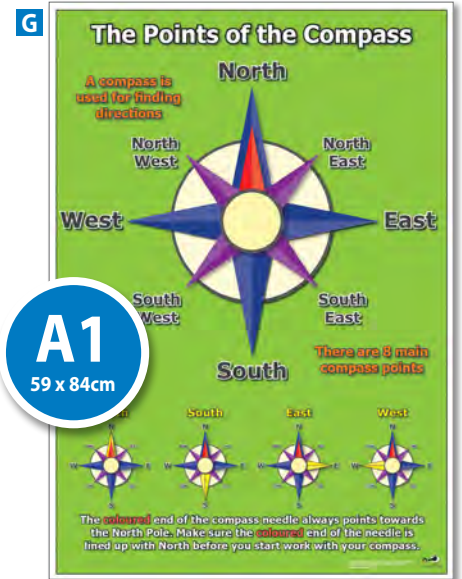 G
The Points of the Compass
A compass is
used for finding
directions
North
North
West
North
East
West
East
South
West
South
East
South
A1
59 x 84cm
There are 8 main
compass points
South
East
West
N
N
N
N
W
E
W
E
W
E
W
E
S
S
S
S
The coloured end of the compass needle always points towards
the North Pole. Make sure the coloured end of the needle is
lined up with North before you start work with your compass.